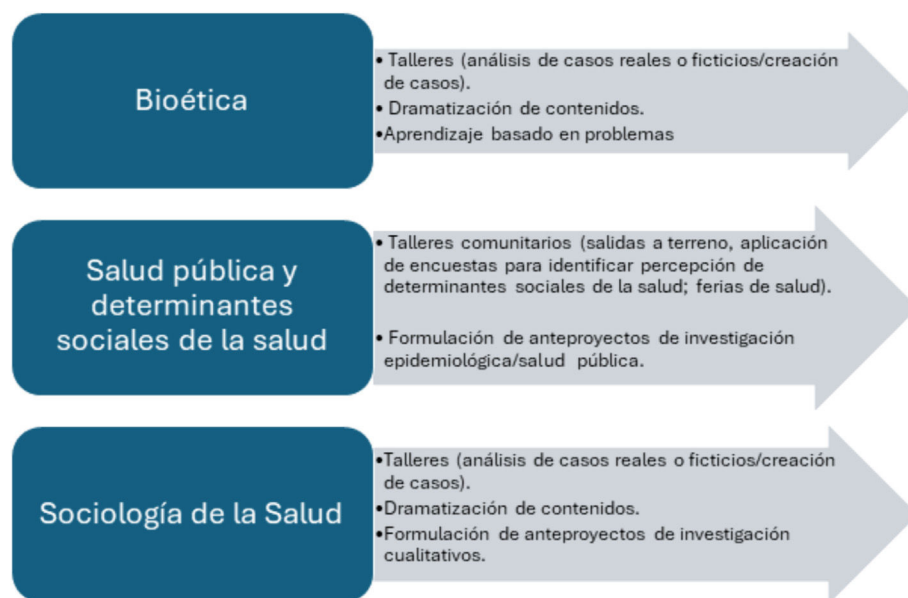 Bioética
• Talleres (análisis de casos reales o ficticios/creación
de casos).
• Dramatización de contenidos.
•Aprendizaje basado en problemas
Salud pública y
determinantes
sociales de la salud
• Talleres comunitarios (salidas a terreno, aplicación
de encuestas para identificar percepción de
determinantes sociales de la salud; ferias de salud).
• Formulación de anteproyectos de investigación
epidemiológica/salud pública.
Sociología de la Salud
•Talleres (análisis de casos reales o ficticios/creación
de casos).
•Dramatización de contenidos.
•Formulación de anteproyectos de investigación
cualitativos.